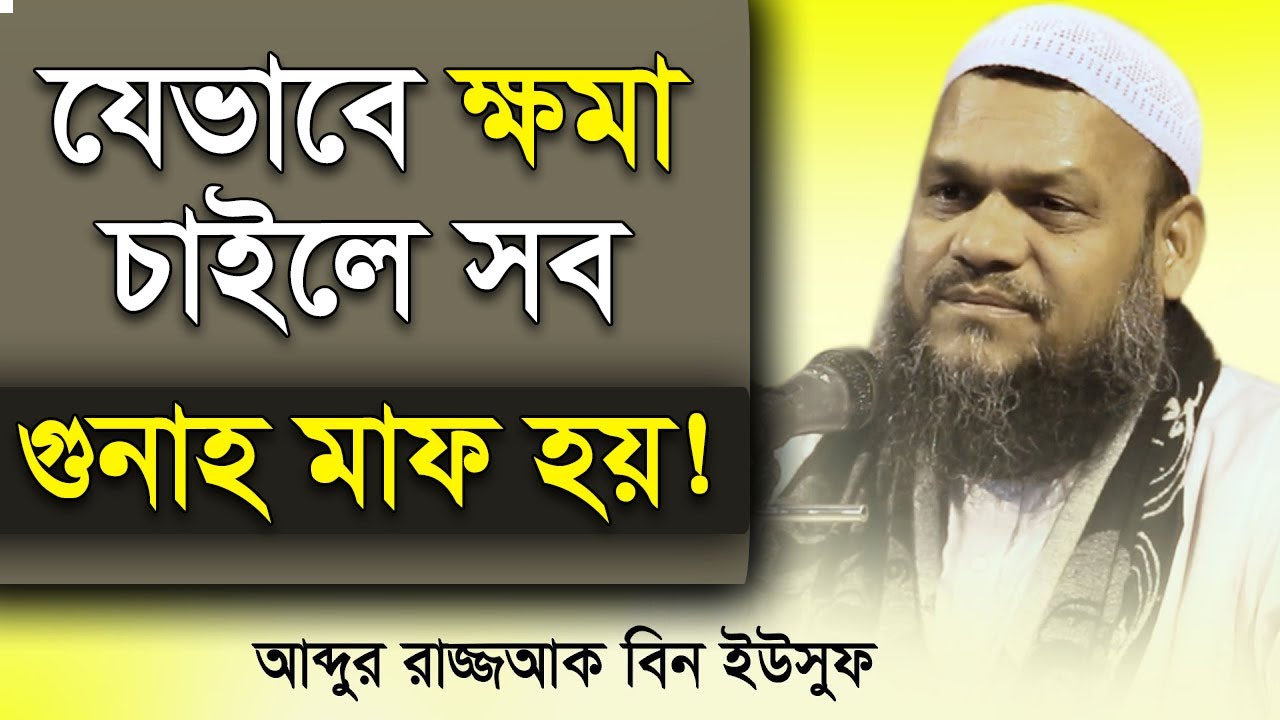 যেভাবে ক্ষমা
চাইলে সব
গুনাহ মাফ হয়!
আব্দুর রাজ্জআক বিন ইউসুফ